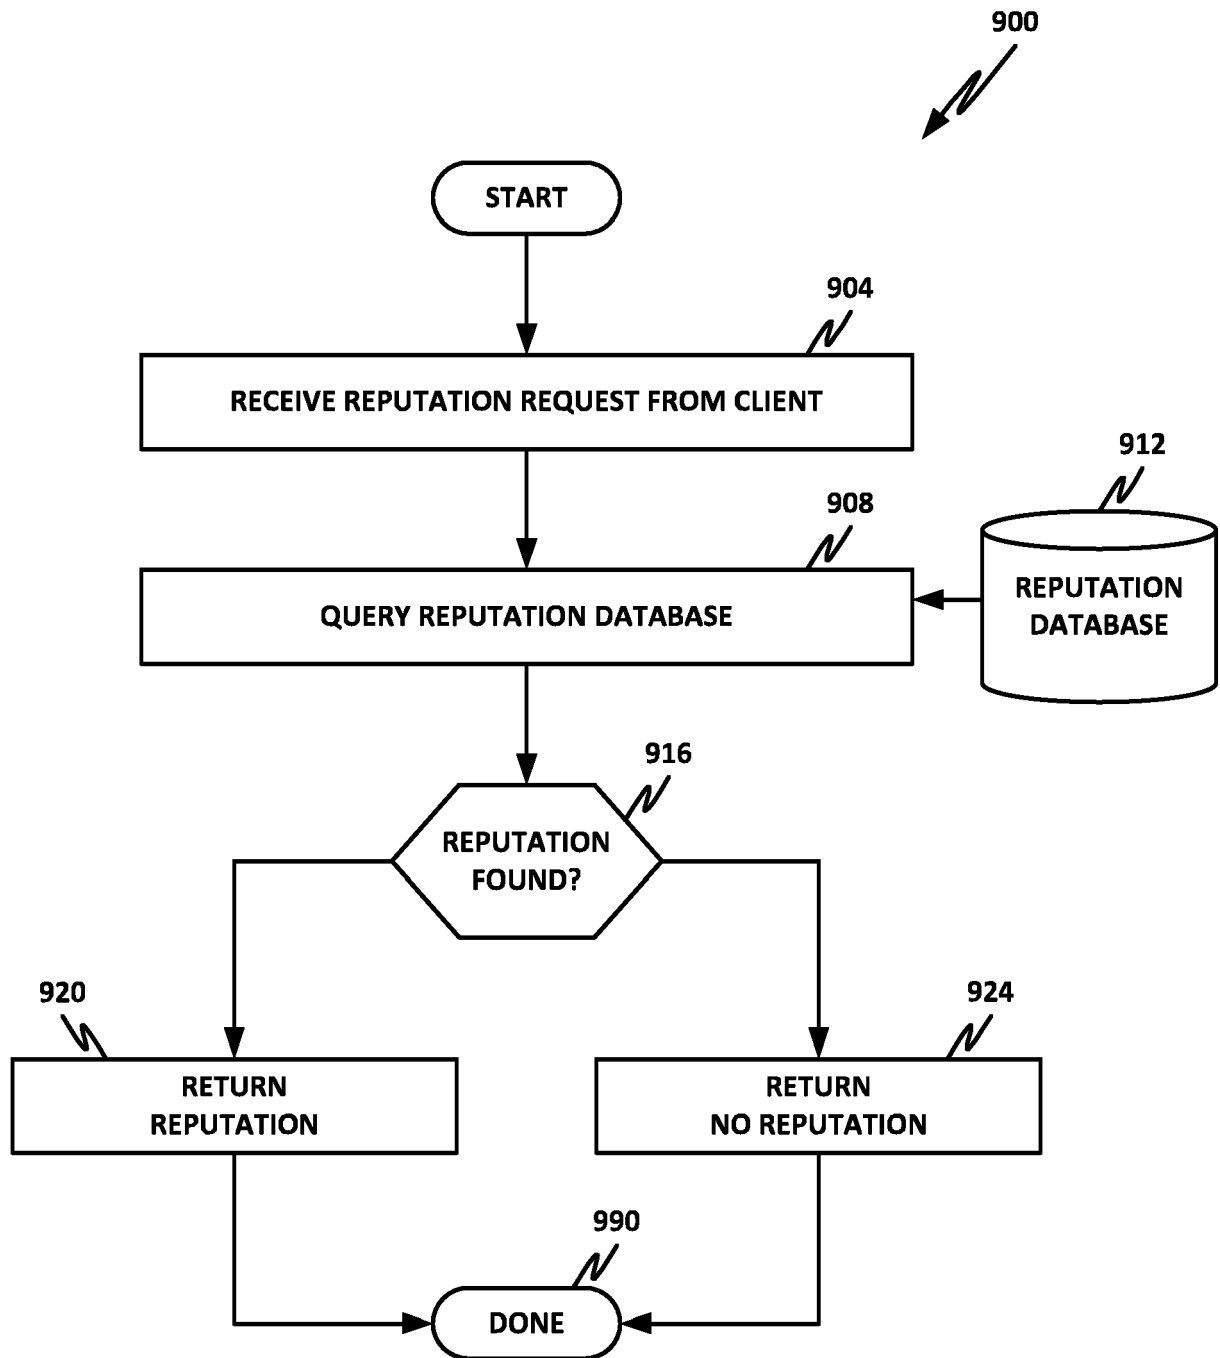 900
START
904
RECEIVE REPUTATION REQUEST FROM CLIENT
912
908
REPUTATION
DATABASE
QUERY REPUTATION DATABASE
916
REPUTATION
FOUND?
920
924
RETURN
REPUTATION
RETURN
NO REPUTATION
990
DONE